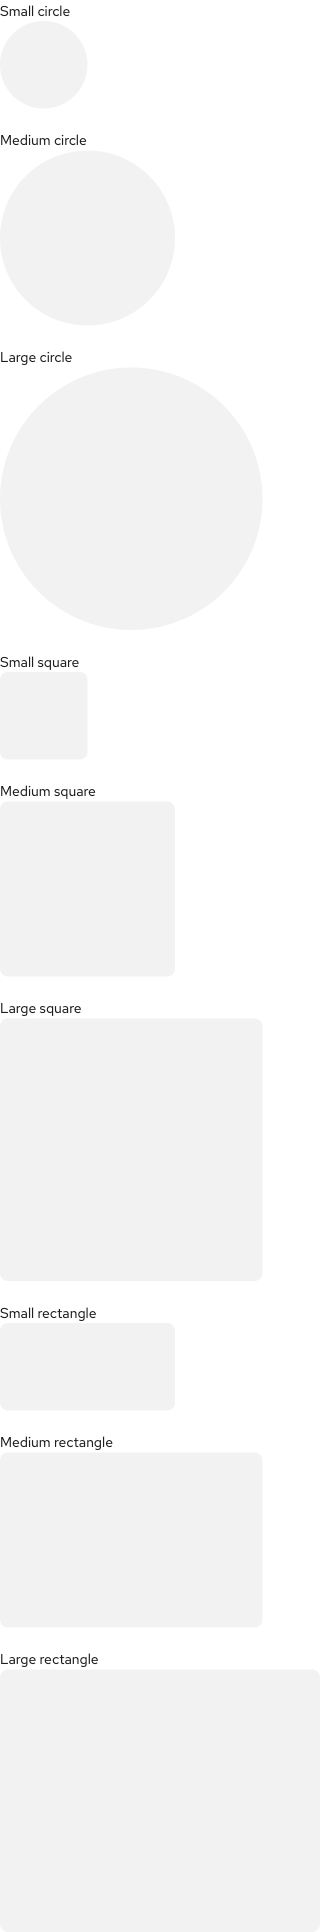 Small circle
Medium circle
Large circle
Small square
Medium square
Large square
Small rectangle
Medium rectangle
Large rectangle